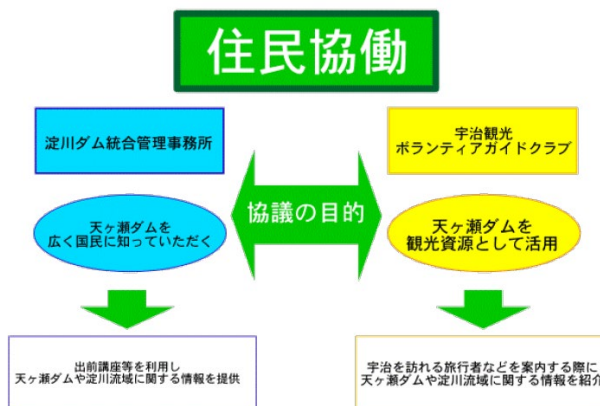 住民協働
淀川ダム統合管理事務所
宇治観光
ボランティアガイドクラブ
協議の目的
天ヶ瀬ダムを
広く国民に知っていただく
天ヶ瀬ダムを
観光資源として活用
出前講座等を利用し
天ヶ瀬ダムや淀川流域に関する情報を提供
宇治を訪れる旅行者などを案内する際に
天ヶ瀬ダムや淀川流域に関する情報を紹介